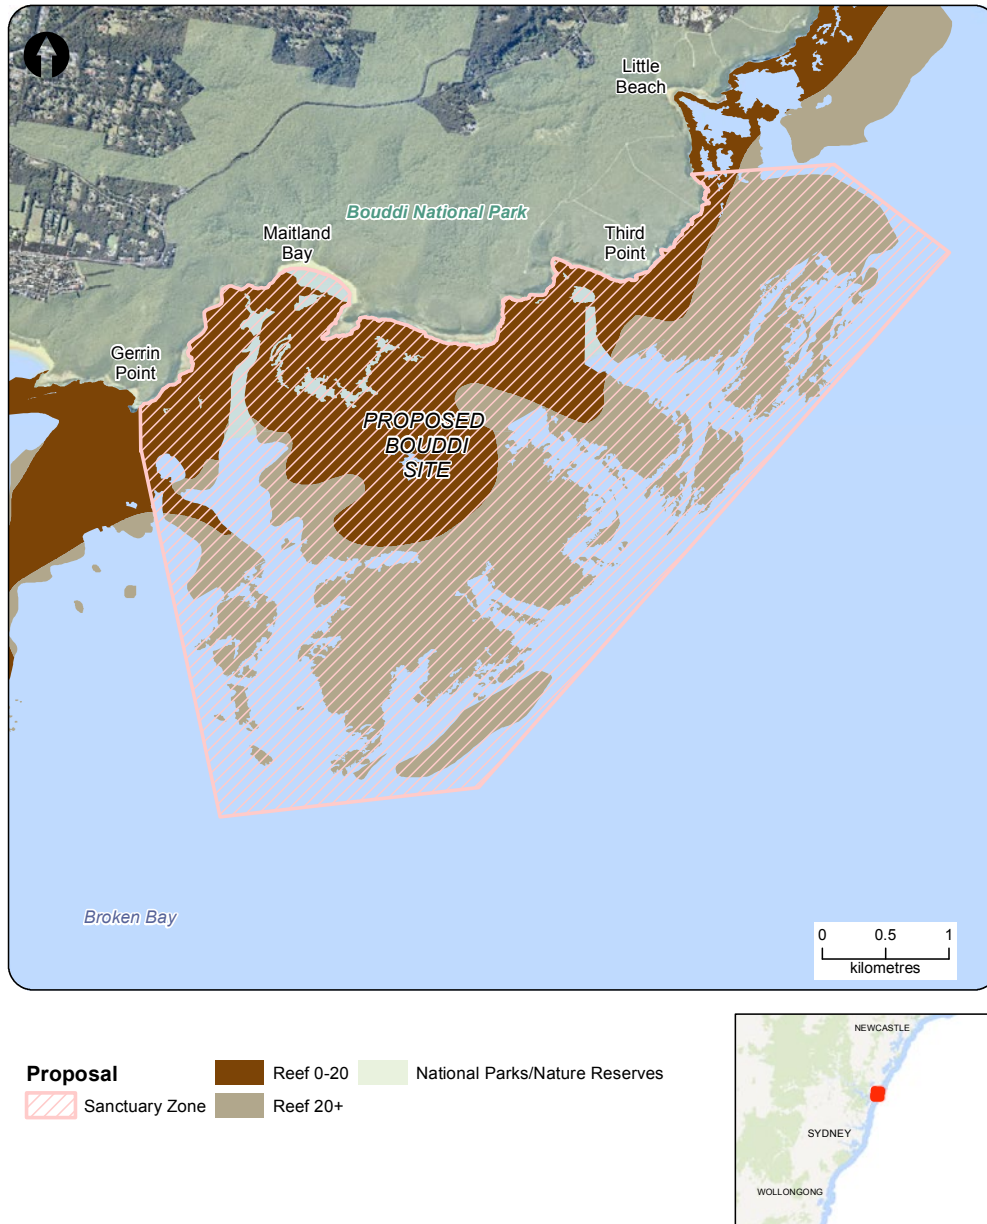 Little
Beach
Bouddi National Park
Maitland
Bay
Third
Point
Gerrin
Point
PROPOSED
BOUDDI
SITE
Broken Bay
0 0.5 1
kilometres
Proposal
Sanctuary Zone
Reef 0-20
Reef 20+
National Parks/Nature Reserves
NEWCASTLE
SYDNEY
WOLLONGONG